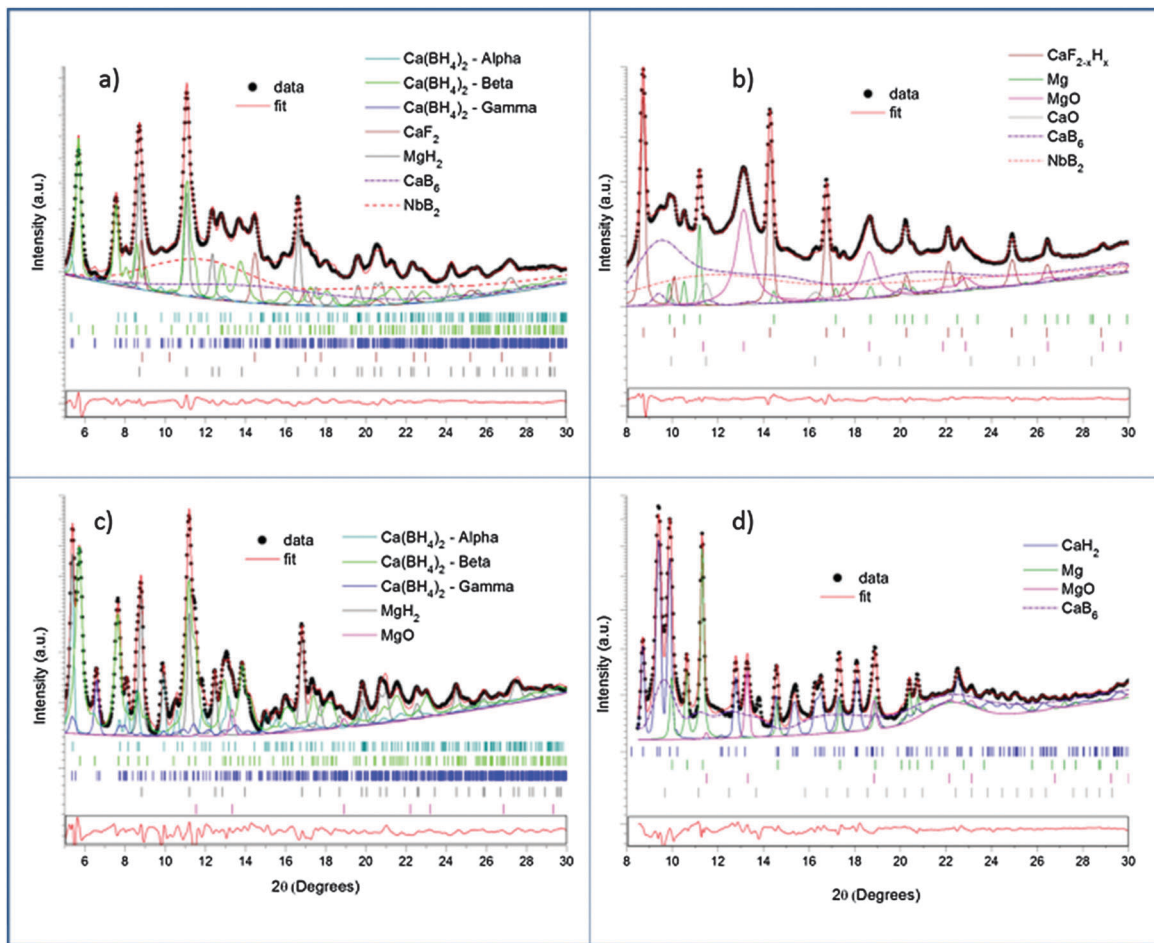 a)
data
fit
Ca(BH₄)₂ - Alpha
Ca(BH₄)₂ - Beta
Ca(BH₄)₂ - Gamma
CaF₂
MgH₂
CaB₆
NbB₂
Intensity (a.u.)
6 8 10 12 14 16 18 20 22 24 26 28 30
b)
data
fit
CaF₂₋ₓHₓ
Mg
MgO
CaO
CaB₆
NbB₂
Intensity (a.u.)
8 10 12 14 16 18 20 22 24 26 28 30
c)
data
fit
Ca(BH₄)₂ - Alpha
Ca(BH₄)₂ - Beta
Ca(BH₄)₂ - Gamma
MgH₂
MgO
Intensity (a.u.)
6 8 10 12 14 16 18 20 22 24 26 28 30
2θ (Degrees)
d)
data
fit
CaH₂
Mg
MgO
CaB₆
Intensity (a.u.)
8 10 12 14 16 18 20 22 24 26 28 30
2θ (Degrees)